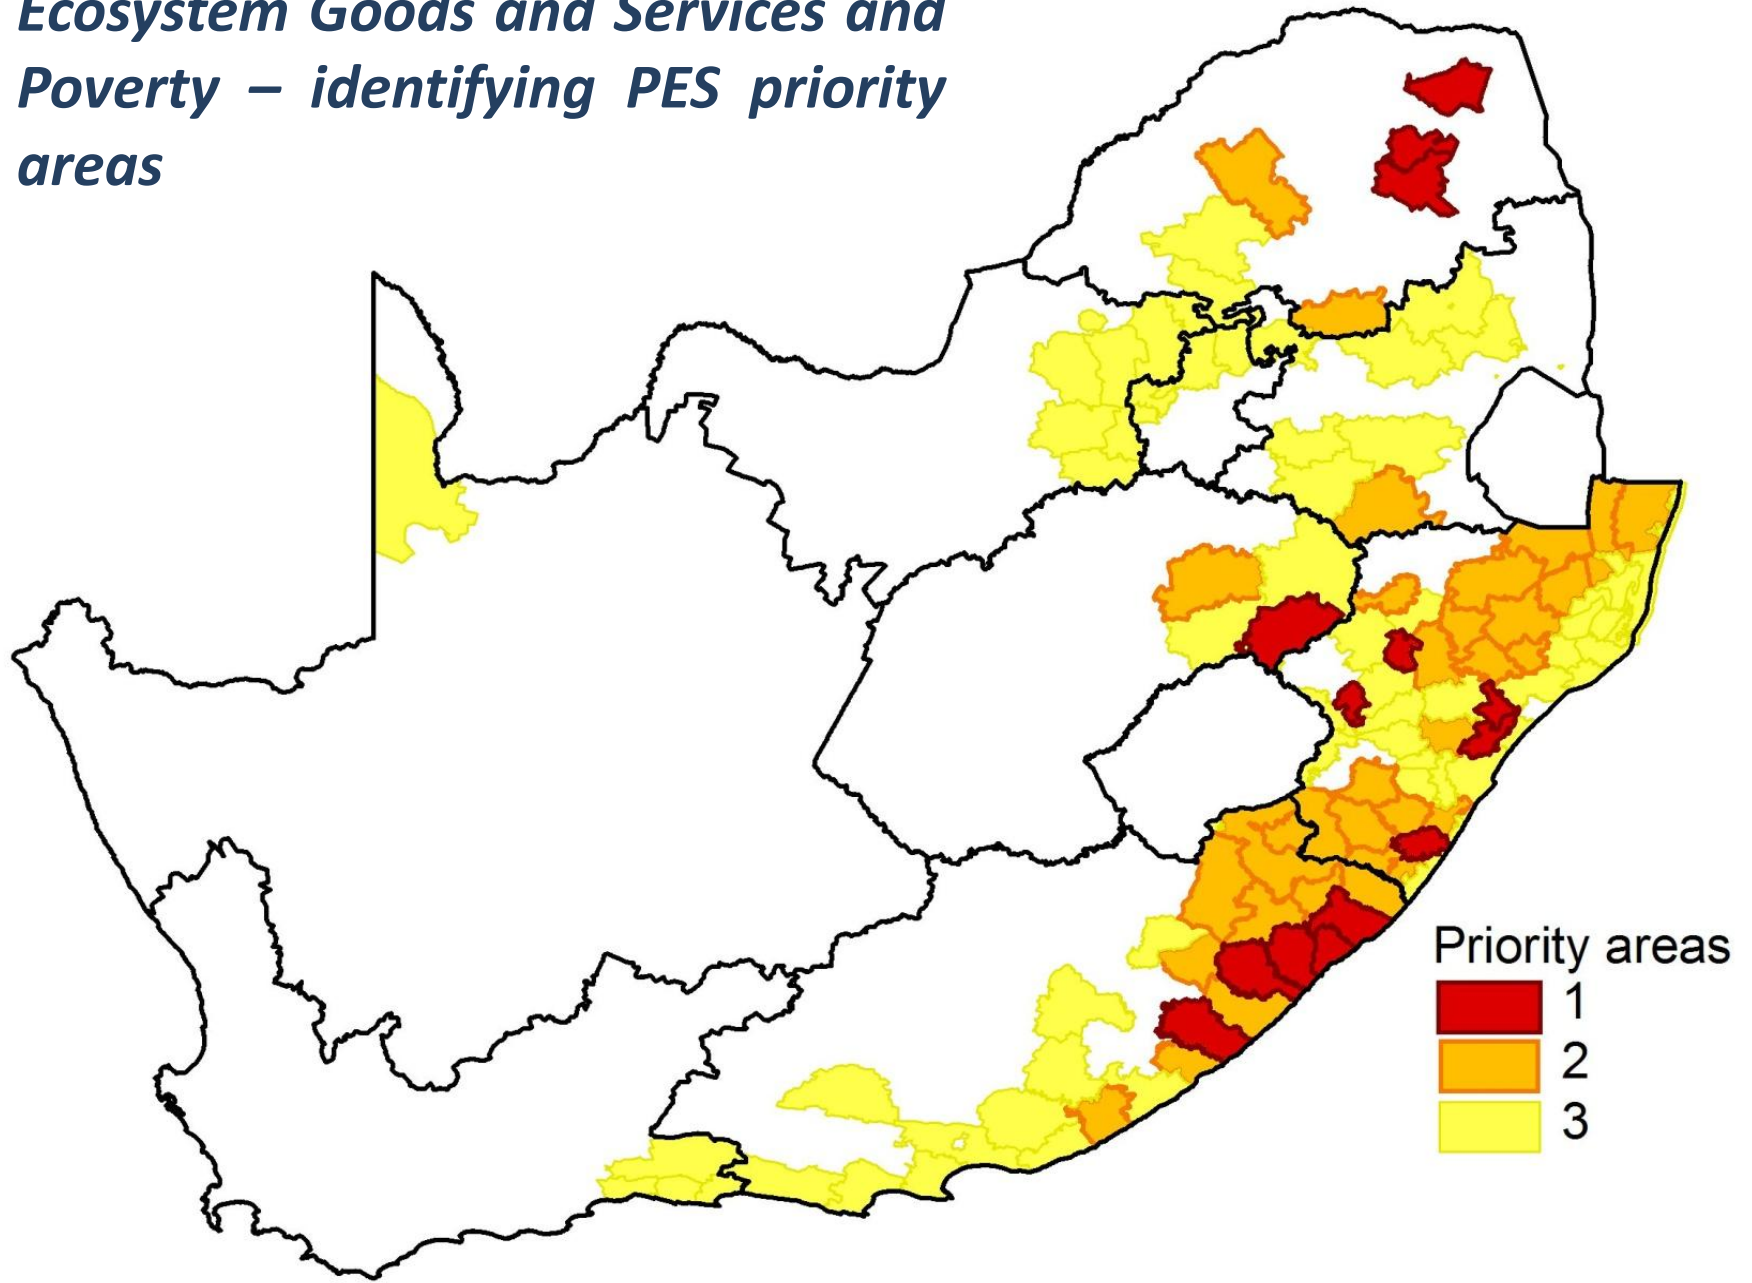 Ecosystem Goods and Services and
Poverty – identifying PES priority
areas
Priority areas
1
2
3